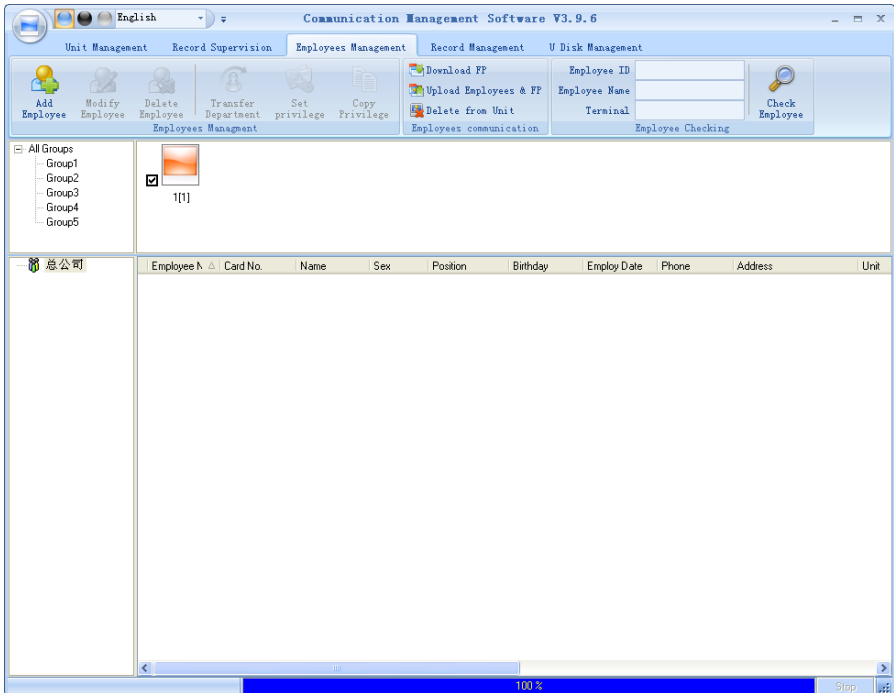 English
Communication Management Software V3.9.6
Unit Management Record Supervision Employees Management Record Management U Disk Management
Add Employee
Modify Employee
Delete Employee
Transfer Department
Set privilege
Copy Privilege
Employees Managment
Download FP
Upload Employees & FP
Delete from Unit
Employees communication
Employee ID
Employee Name
Terminal
Check Employee
Employee Checking
All Groups
Group1
Group2
Group3
Group4
Group5
1[1]
总公司
Employee N Card No. Name Sex Position Birthday Employ Date Phone Address Unit
100 %
Stop